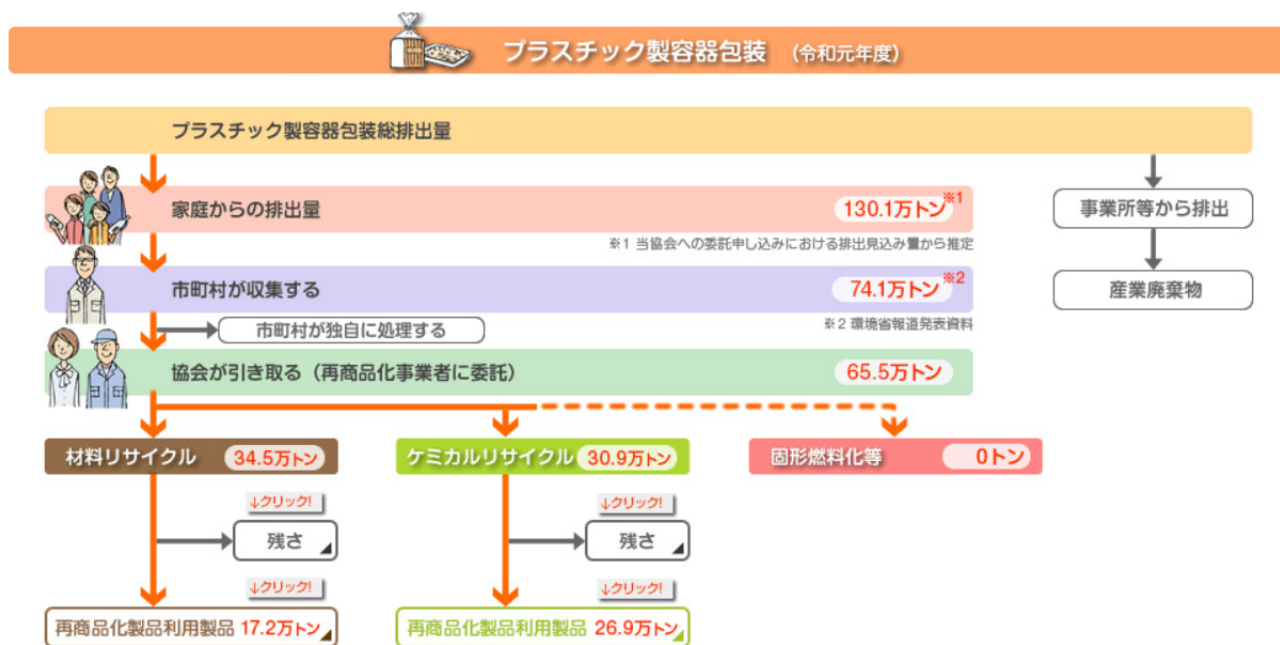 プラスチック製容器包装 (令和元年度)
プラスチック製容器包装総排出量
家庭からの排出量 130.1万トン※1
事業所等から排出
※1 当協会への委託申し込みにおける排出見込み量から推定
市町村が収集する 74.1万トン※2
産業廃棄物
※2 環境省報道発表資料
市町村が独自に処理する
協会が引き取る（再商品化事業者に委託） 65.5万トン
材料リサイクル 34.5万トン
ケミカルリサイクル 30.9万トン
固形燃料化等 0トン
↓クリック!
↓クリック!
残さ
残さ
↓クリック!
↓クリック!
再商品化製品利用製品 17.2万トン
再商品化製品利用製品 26.9万トン